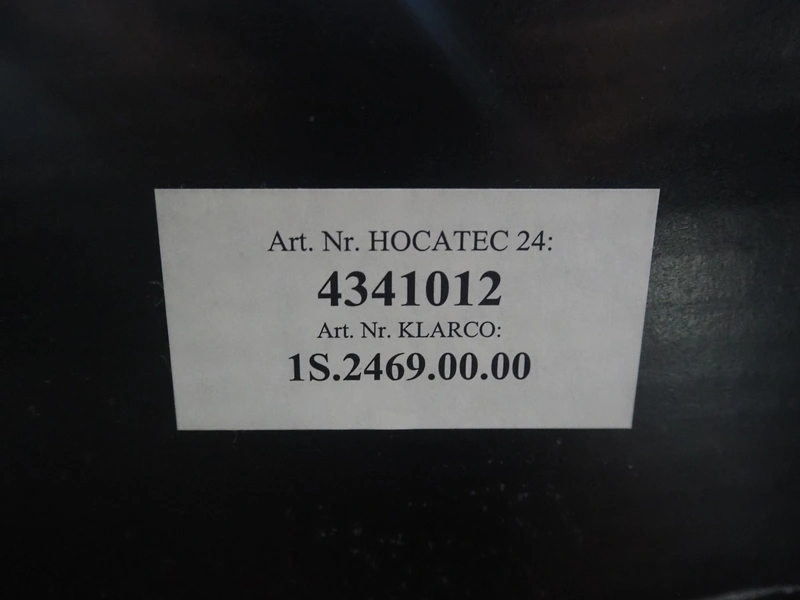 Art. Nr. HOCATEC 24:
4341012
Art. Nr. KLARCO:
1S.2469.00.00